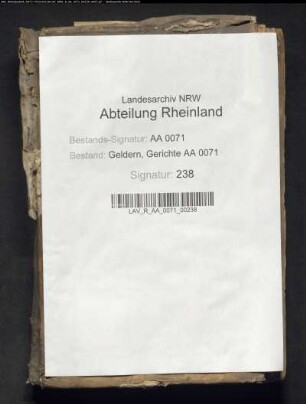 Landesarchiv NRW
Abteilung Rheinland
Bestands-Signatur: AA 0071
Bestand: Geldern, Gerichte AA 0071
Signatur: 238
LAV_R_AA_0071_00238